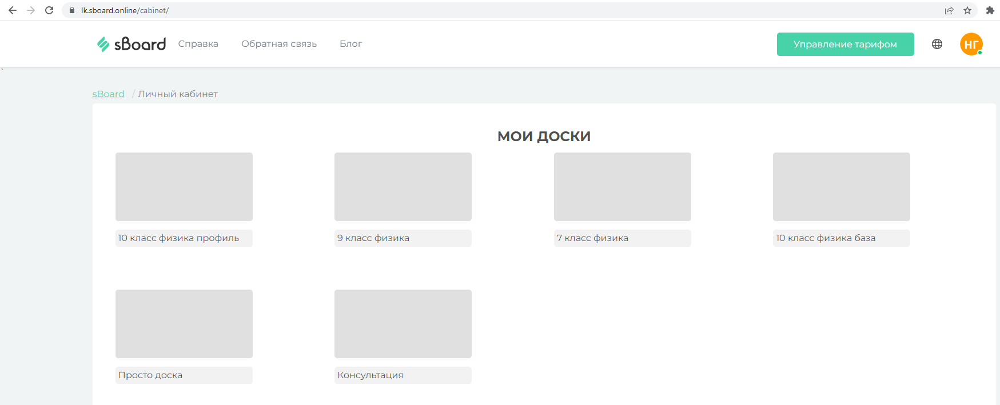 lk.sboard.online/cabinet/
sBoard Справка Обратная связь Блог Управление тарифом НГ
`
sBoard / Личный кабинет
МОИ ДОСКИ
10 класс физика профиль 9 класс физика 7 класс физика 10 класс физика база
Просто доска Консультация